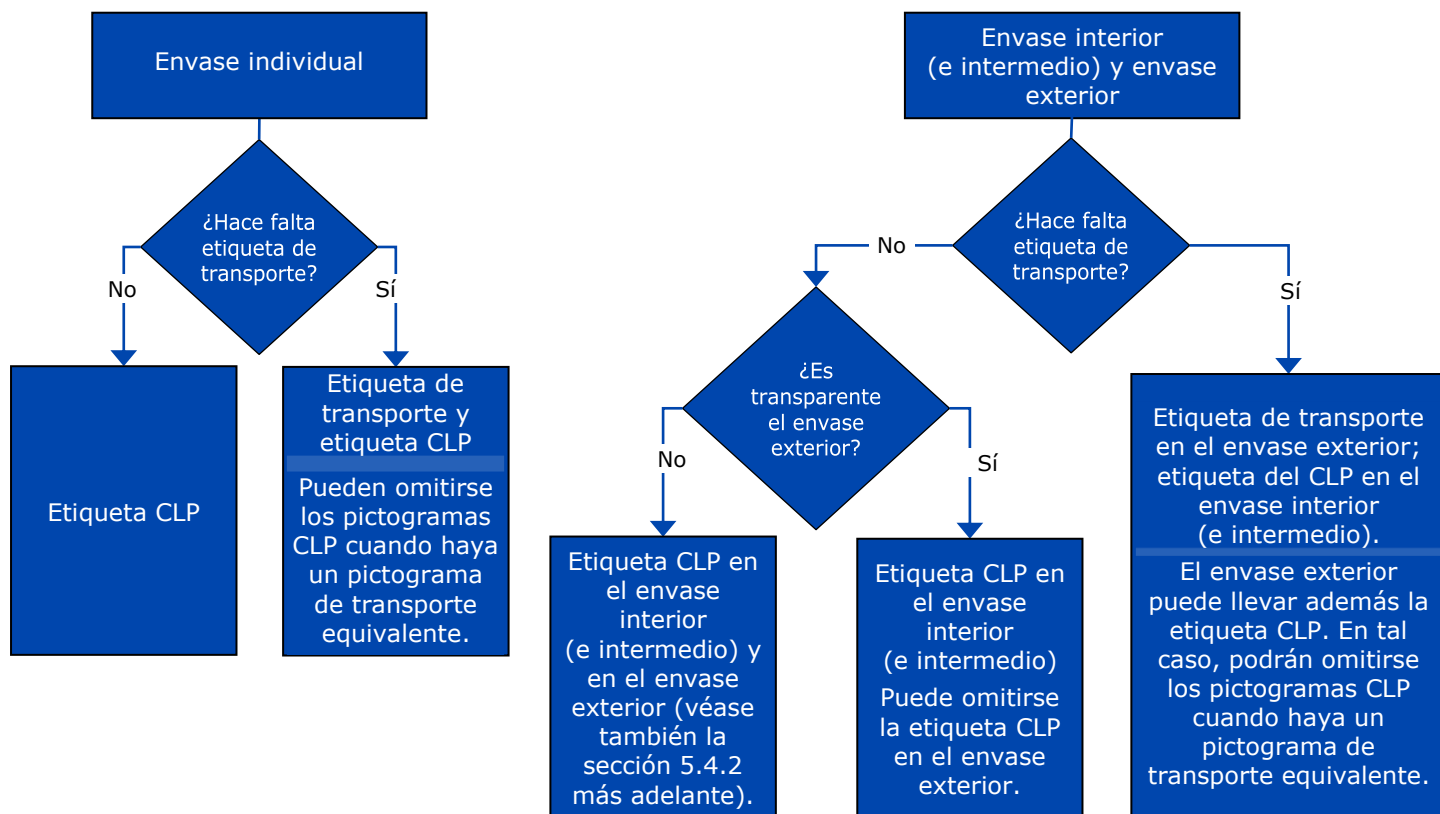 Envase individual
¿Hace falta
etiqueta de
transporte?
No
Sí
Etiqueta CLP
Etiqueta de
transporte y
etiqueta CLP
Pueden omitirse
los pictogramas
CLP cuando haya
un pictograma
de transporte
equivalente.
Envase interior
(e intermedio) y envase
exterior
¿Hace falta
etiqueta de
transporte?
No
Sí
¿Es
transparente
el envase
exterior?
No
Sí
Etiqueta CLP en
el envase
interior
(e intermedio) y
en el envase
exterior (véase
también la
sección 5.4.2
más adelante).
Etiqueta CLP en
el envase
interior
(e intermedio)
Puede omitirse
la etiqueta CLP
en el envase
exterior.
Etiqueta de transporte
en el envase exterior;
etiqueta del CLP en el
envase interior
(e intermedio).
El envase exterior
puede llevar además la
etiqueta CLP. En tal
caso, podrán omitirse
los pictogramas CLP
cuando haya un
pictograma de
transporte equivalente.